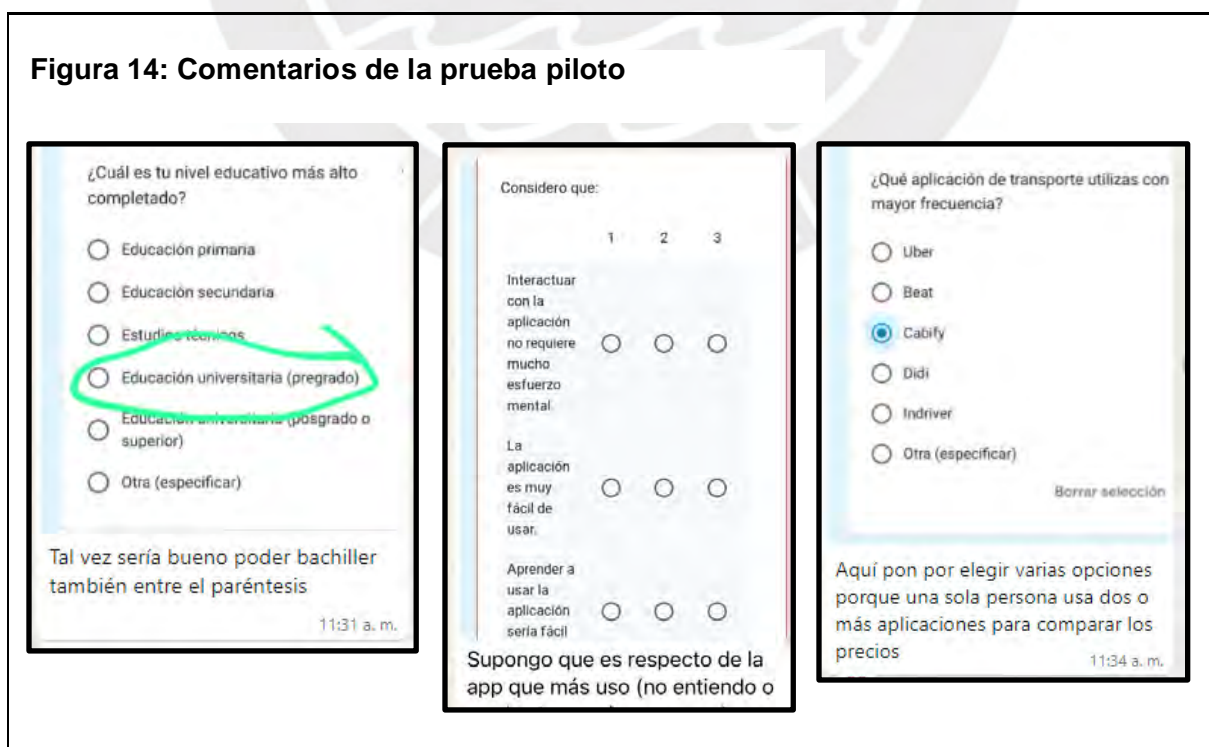 Figura 14: Comentarios de la prueba piloto
¿Cuál es tu nivel educativo más alto
completado?
Educación primaria
Educación secundaria
Estudios técnicos
Educación universitaria (pregrado)
Educación universitaria (posgrado o
superior)
Otra (especificar)
Tal vez sería bueno poder bachiller
también entre el paréntesis
11:31 a. m.
Considero que:
1 2 3
Interactuar
con la
aplicación
no requiere
mucho
esfuerzo
mental.
La
aplicación
es muy
fácil de
usar.
Aprender a
usar la
aplicación
sería fácil
Supongo que es respecto de la
app que más uso (no entiendo o
¿Qué aplicación de transporte utilizas con
mayor frecuencia?
Uber
Beat
Cabify
Didi
Indriver
Otra (especificar)
Borrar selección
Aquí pon por elegir varias opciones
porque una sola persona usa dos o
más aplicaciones para comparar los
precios
11:34 a. m.